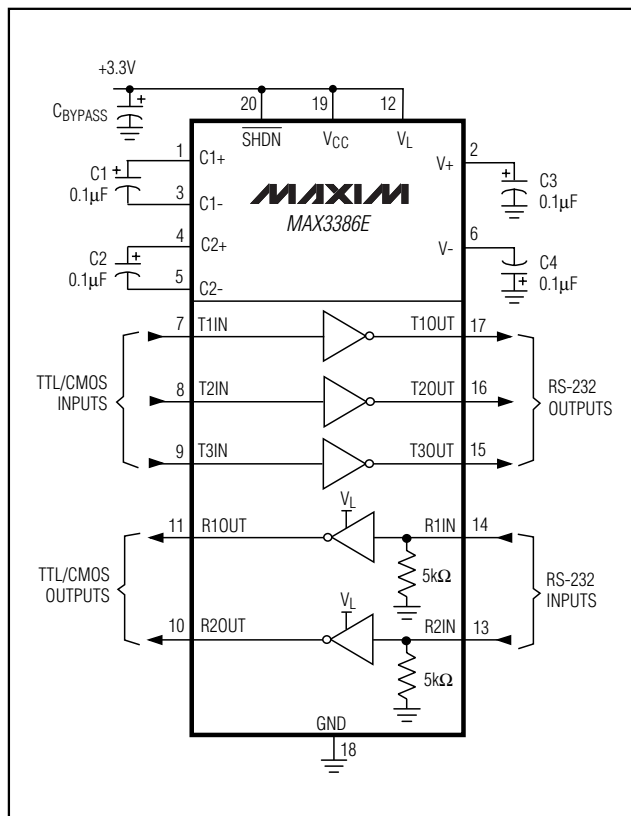 +3.3V
CBYPASS
20 19 12
SHDN VCC VL
1 C1+
C1
0.1µF
3 C1-
4 C2+
C2
0.1µF
5 C2-
MAXIM
MAX3386E
V+ 2
C3
0.1µF
V- 6
C4
0.1µF
TTL/CMOS
INPUTS
7 T1IN T1OUT 17
8 T2IN T2OUT 16
9 T3IN T3OUT 15
RS-232
OUTPUTS
TTL/CMOS
OUTPUTS
VL
11 R1OUT R1IN 14
5kΩ
VL
10 R2OUT R2IN 13
5kΩ
RS-232
INPUTS
GND
18